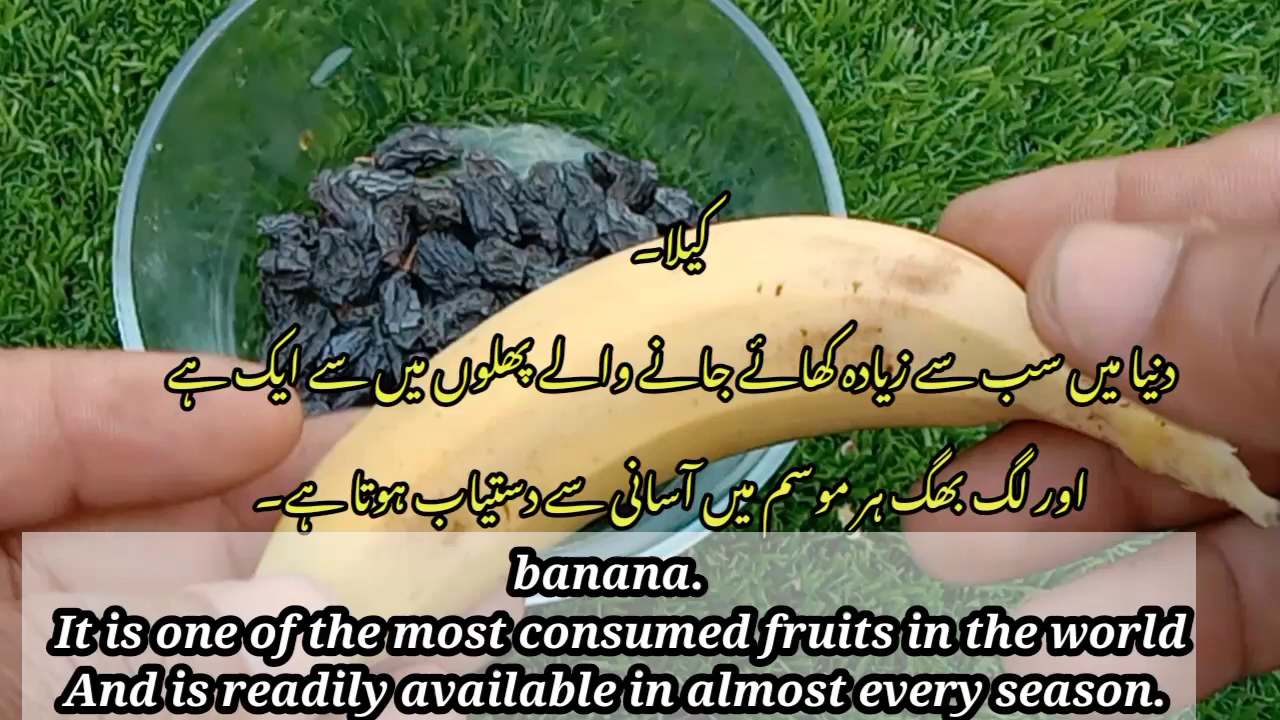 کیلا۔
دنیا میں سب سے زیادہ کھائے جانے والے پھلوں میں سے ایک ہے
اور لگ بھگ ہر موسم میں آسانی سے دستیاب ہوتا ہے۔
banana.
It is one of the most consumed fruits in the world
And is readily available in almost every season.